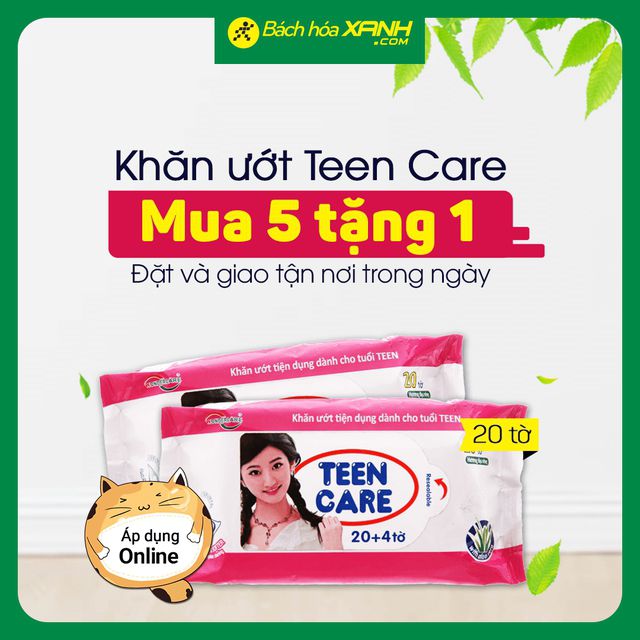 Bách hóa XANH
.COM
Khăn ướt Teen Care
Mua 5 tặng 1
Đặt và giao tận nơi trong ngày
Khăn ướt tiện dụng dành cho tuổi TEEN
20 tờ
Khăn ướt tiện dụng dành cho tuổi TEEN
20 tờ
TEEN
CARE
20+4tờ
Resealable
Áp dụng
Online